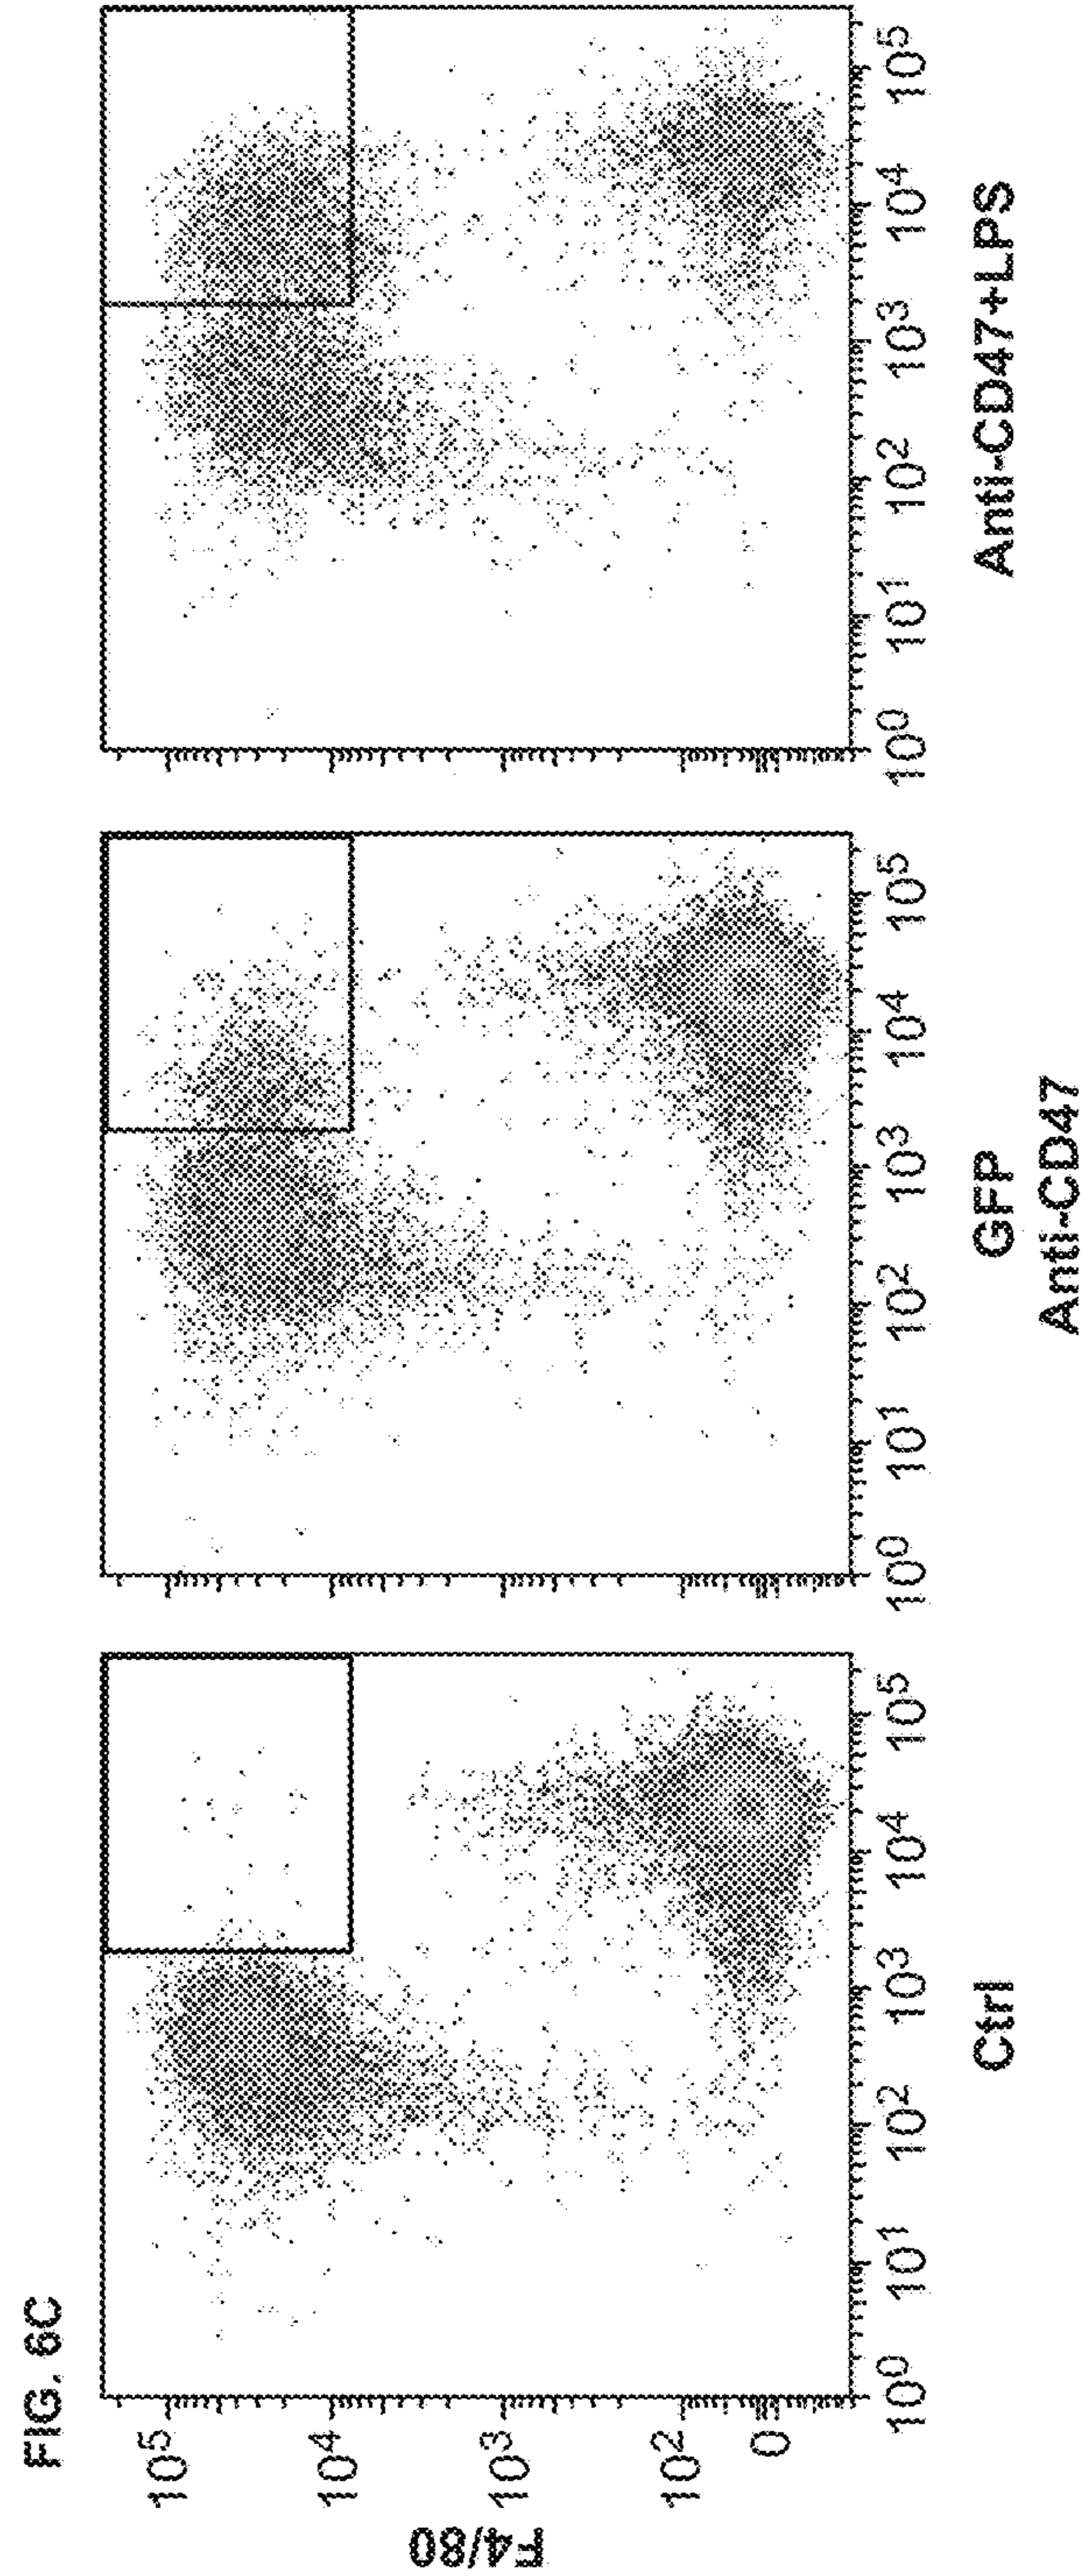 FIG. 6C
F4/80
10⁵
10⁴
10³
10²
0
10⁰ 10¹ 10² 10³ 10⁴ 10⁵
10⁰ 10¹ 10² 10³ 10⁴ 10⁵
10⁰ 10¹ 10² 10³ 10⁴ 10⁵
Ctrl
GFP
Anti-CD47
Anti-CD47+LPS